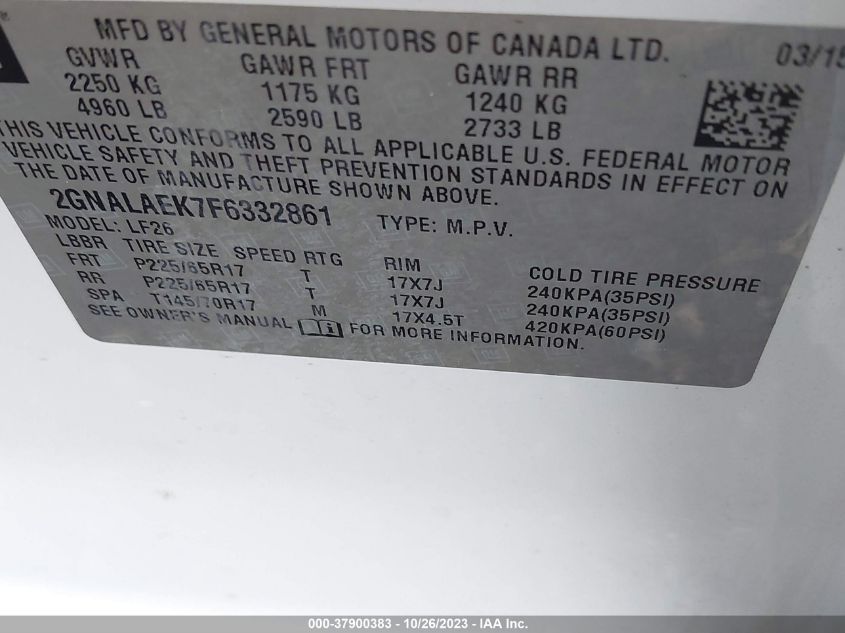 MFD BY GENERAL MOTORS OF CANADA LTD. 03/15
GVWR GAWR FRT GAWR RR
2250 KG 1175 KG 1240 KG
4960 LB 2590 LB 2733 LB
THIS VEHICLE CONFORMS TO ALL APPLICABLE U.S. FEDERAL MOTOR
VEHICLE SAFETY AND THEFT PREVENTION STANDARDS IN EFFECT ON
THE DATE OF MANUFACTURE SHOWN ABOVE.
2GNALAEK7F6332861 TYPE: M.P.V.
MODEL: LF26
LBBR TIRE SIZE SPEED RTG RIM COLD TIRE PRESSURE
FRT P225/65R17 T 17X7J 240KPA(35PSI)
RR P225/65R17 T 17X7J 240KPA(35PSI)
SPA T145/70R17 M 17X4.5T 420KPA(60PSI)
SEE OWNER'S MANUAL FOR MORE INFORMATION.
000-37900383 - 10/26/2023 - IAA Inc.